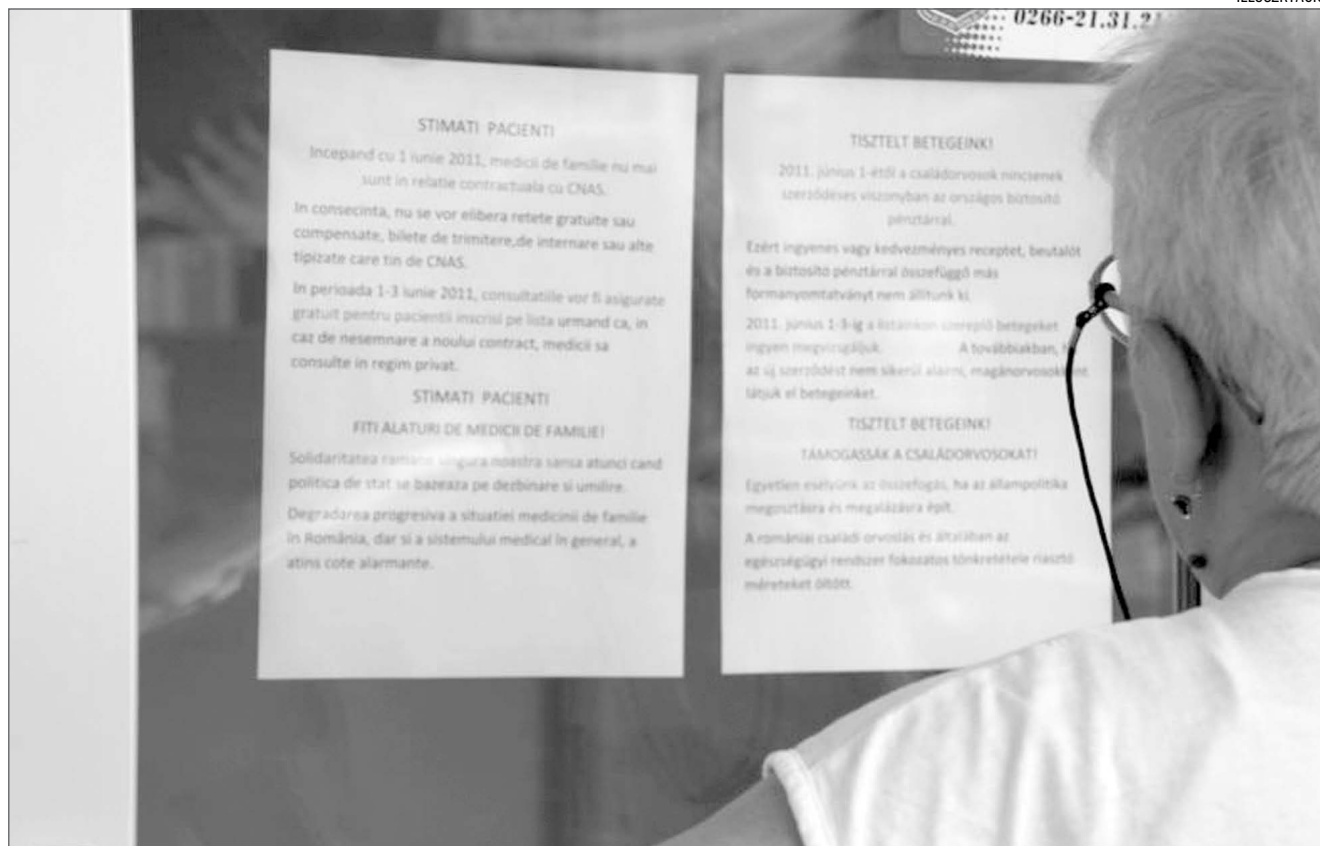 0266-21.31.21
STIMATI PACIENTI
Incepand cu 1 iunie 2011, medicii de familie nu mai
sunt in relatie contractuala cu CNAS.
In consecinta, nu se vor elibera retete gratuite sau
compensate, bilete de trimitere,de internare sau alte
tipizate care tin de CNAS.
In perioada 1-3 iunie 2011, consultatiile vor fi asigurate
gratuit pentru pacientii inscrisi pe lista urmand ca, in
caz de nesemnare a noului contract, medicii sa
consulte in regim privat.
STIMATI PACIENTI
FITI ALATURI DE MEDICII DE FAMILIE!
Solidaritatea ramane singura noastra sansa atunci cand
politica de stat se bazeaza pe dezbinare si umilire.
Degradarea progresiva a situatiei medicinii de familie
în România, dar si a sistemului medical în general, a
atins cote alarmante.
TISZTELT BETEGEINK!
2011. június 1-étől a családorvosok nincsenek
szerződéses viszonyban az országos biztosító
pénztárral.
Ezért ingyenes vagy kedvezményes receptet, beutalót
és a biztosító pénztárral összefüggő más
formanyomtatványt nem állítunk ki.
2011. június 1-3-ig a listáinkon szereplő betegeket
ingyen megvizsgáljuk. A továbbiakban,
az új szerződést nem sikerül aláírni, magánorvosokként
látjuk el betegeinket.
TISZTELT BETEGEINK!
TÁMOGASSÁK A CSALÁDORVOSOKAT!
Egyetlen esélyünk az összefogás, ha az állampolitika
megosztásra és megalázásra épít.
A romániai családi orvoslás és általában az
egészségügyi rendszer fokozatos tönkretétele riasztó
méreteket öltött.